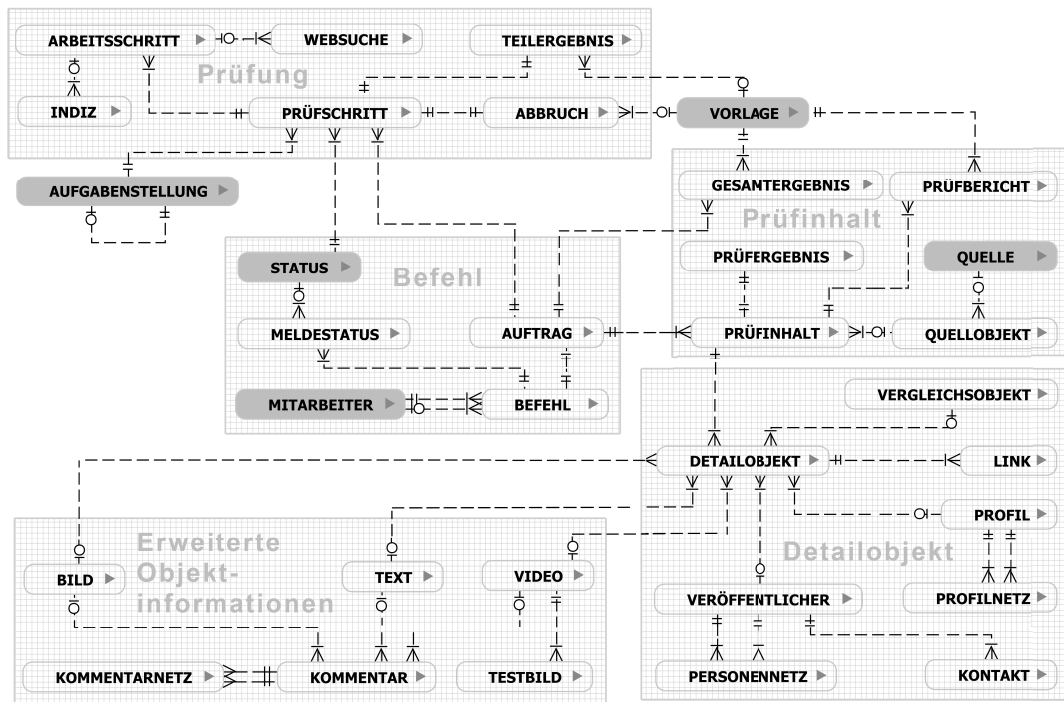 ARBEITSSCHRITT
WEBSUCHE
TEILERGEBNIS
Prüfung
INDIZ
PRÜFSCHRITT
ABBRUCH
VORLAGE
AUFGABENSTELLUNG
GESAMTERGEBNIS
PRÜFBERICHT
Prüfinhalt
STATUS
Befehl
PRÜFERGEBNIS
QUELLE
MELDESTATUS
AUFTRAG
PRÜFINHALT
QUELLOBJEKT
MITARBEITER
BEFEHL
VERGLEICHSOBJEKT
DETAILOBJEKT
LINK
PROFIL
Erweiterte
Objekt-
informationen
Detailobjekt
BILD
TEXT
VIDEO
VERÖFFENTLICHER
PROFILNETZ
KOMMENTARNETZ
KOMMENTAR
TESTBILD
PERSONENNETZ
KONTAKT